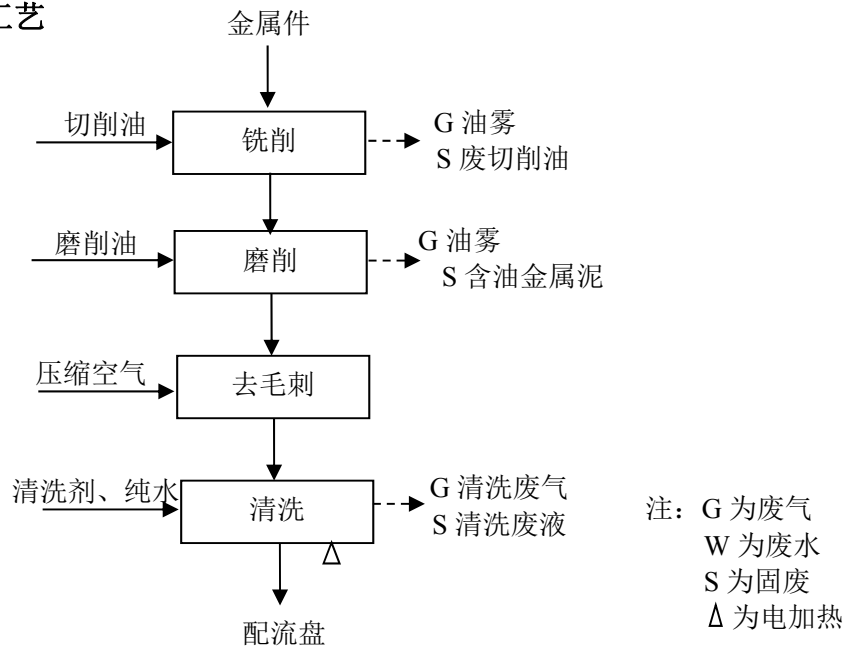 工艺
金属件
切削油
铣削
G 油雾
S 废切削油
磨削油
磨削
G 油雾
S 含油金属泥
压缩空气
去毛刺
清洗剂、纯水
清洗
G 清洗废气
S 清洗废液
配流盘
注：G 为废气
W 为废水
S 为固废
Δ 为电加热